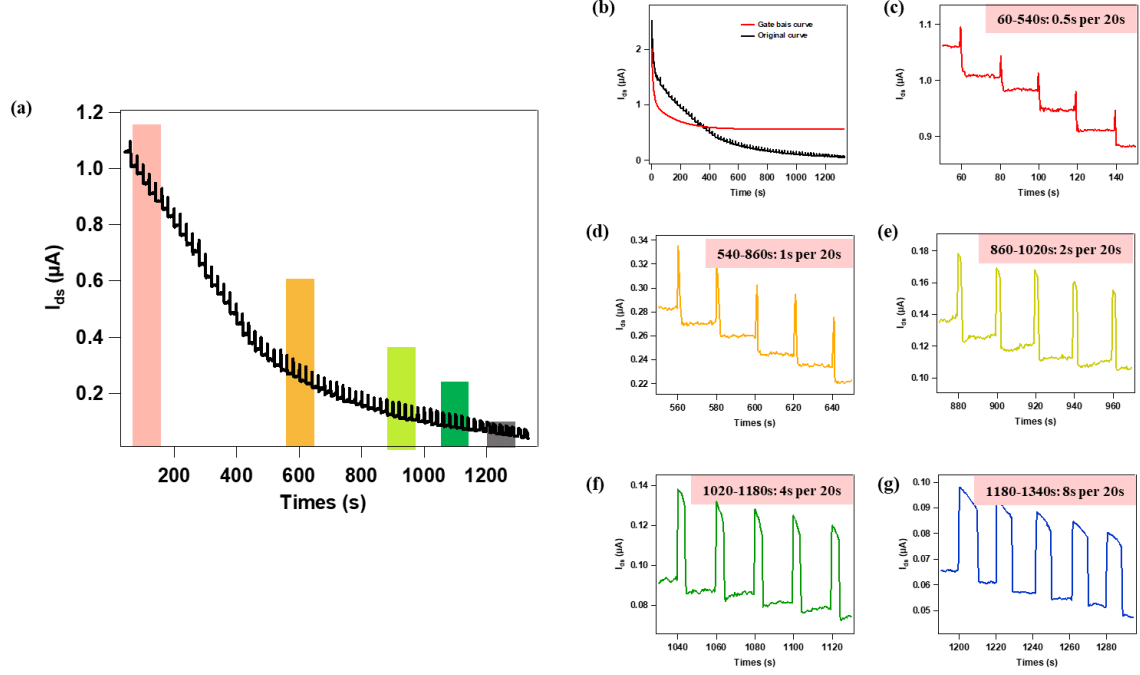 (a)
1.2
1.0
0.8
0.6
0.4
0.2
Ids (µA)
200
400
600
800
1000
1200
Times (s)
(b)
Gate bais curve
Original curve
2
1
0
Ids (µA)
0
200
400
600
800
1000
1200
Time (s)
(c)
60-540s: 0.5s per 20s
1.1
1.0
0.9
Ids (µA)
60
80
100
120
140
Times (s)
(d)
540-860s: 1s per 20s
0.34
0.32
0.30
0.28
0.26
0.24
0.22
Ids (µA)
560
580
600
620
640
Times (s)
(e)
860-1020s: 2s per 20s
0.18
0.16
0.14
0.12
0.10
Ids (µA)
880
900
920
940
960
Times (s)
(f)
1020-1180s: 4s per 20s
0.14
0.12
0.10
0.08
Ids (µA)
1040
1060
1080
1100
1120
Times (s)
(g)
1180-1340s: 8s per 20s
0.10
0.09
0.08
0.07
0.06
0.05
Ids (µA)
1200
1220
1240
1260
1280
Times (s)